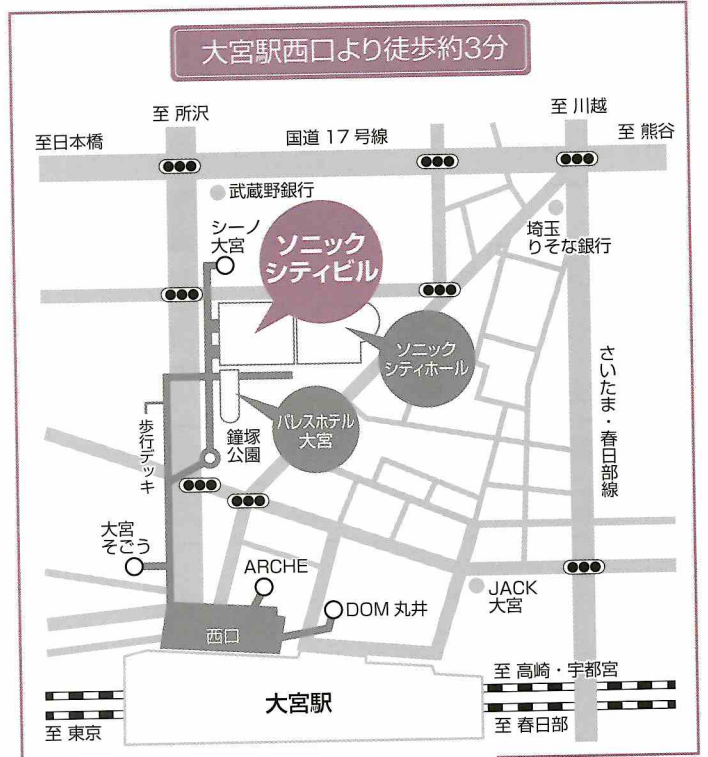 大宮駅西口より徒歩約3分
至 所沢
至 川越
至日本橋
国道 17 号線
至 熊谷
武蔵野銀行
シーノ
大宮
ソニック
シティビル
埼玉
りそな銀行
ソニック
シティホール
さいたま・春日部線
パレスホテル
大宮
歩行デッキ
鐘塚
公園
大宮
そごう
ARCHE
JACK
大宮
DOM 丸井
西口
大宮駅
至 高崎・宇都宮
至 東京
至 春日部